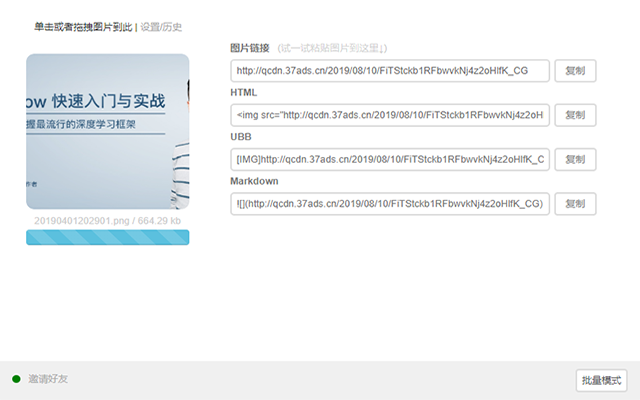 单击或者拖拽图片到此 | 设置/历史
ow 快速入门与实战
握最流行的深度学习框架
作者
20190401202901.png / 664.29 kb
图片链接 (试一试粘贴图片到这里↓)
http://qcdn.37ads.cn/2019/08/10/FiTStckb1RFbwvkNj4z2oHlfK_CG
复制
HTML
<img src="http://qcdn.37ads.cn/2019/08/10/FiTStckb1RFbwvkNj4z2oH
复制
UBB
[IMG]http://qcdn.37ads.cn/2019/08/10/FiTStckb1RFbwvkNj4z2oHlfK_C
复制
Markdown
![](http://qcdn.37ads.cn/2019/08/10/FiTStckb1RFbwvkNj4z2oHlfK_CG)
复制
邀请好友
批量模式